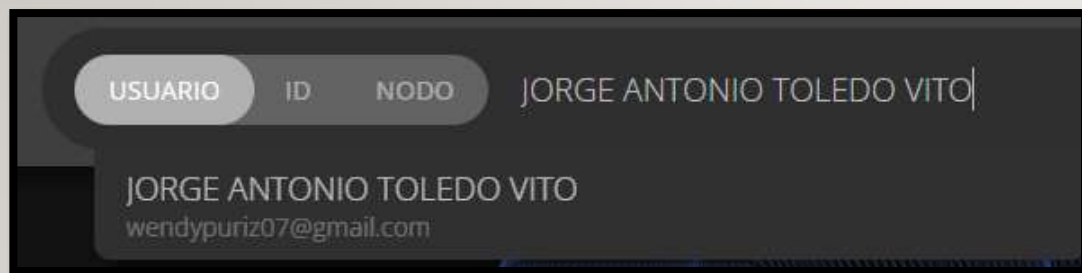 USUARIO ID NODO JORGE ANTONIO TOLEDO VITO
JORGE ANTONIO TOLEDO VITO
wendypuriz07@gmail.com